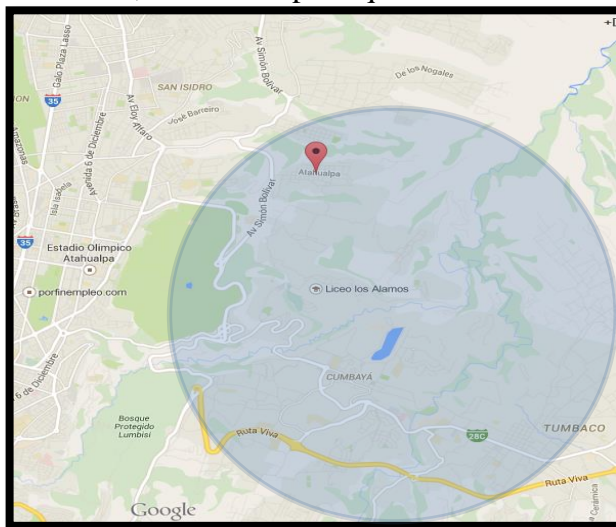 +D
Galo Plaza Lasso
Av Simón Bolívar
De los Nogales
SAN ISIDRO
35
Av Eloy Alfaro
José Barreiro
Amazonas
Avenida 6 de Diciembre
Atahualpa
Isla Isabela
Av Simón Bolívar
35
Estadio Olímpico
Atahualpa
porfinempleo.com
Liceo los Alamos
6 de Diciembre
CUMBAYÁ
Bosque
Protegido
Lumbisí
Ruta Viva
28C
TUMBACO
Ruta Viva
Cerámica
Google